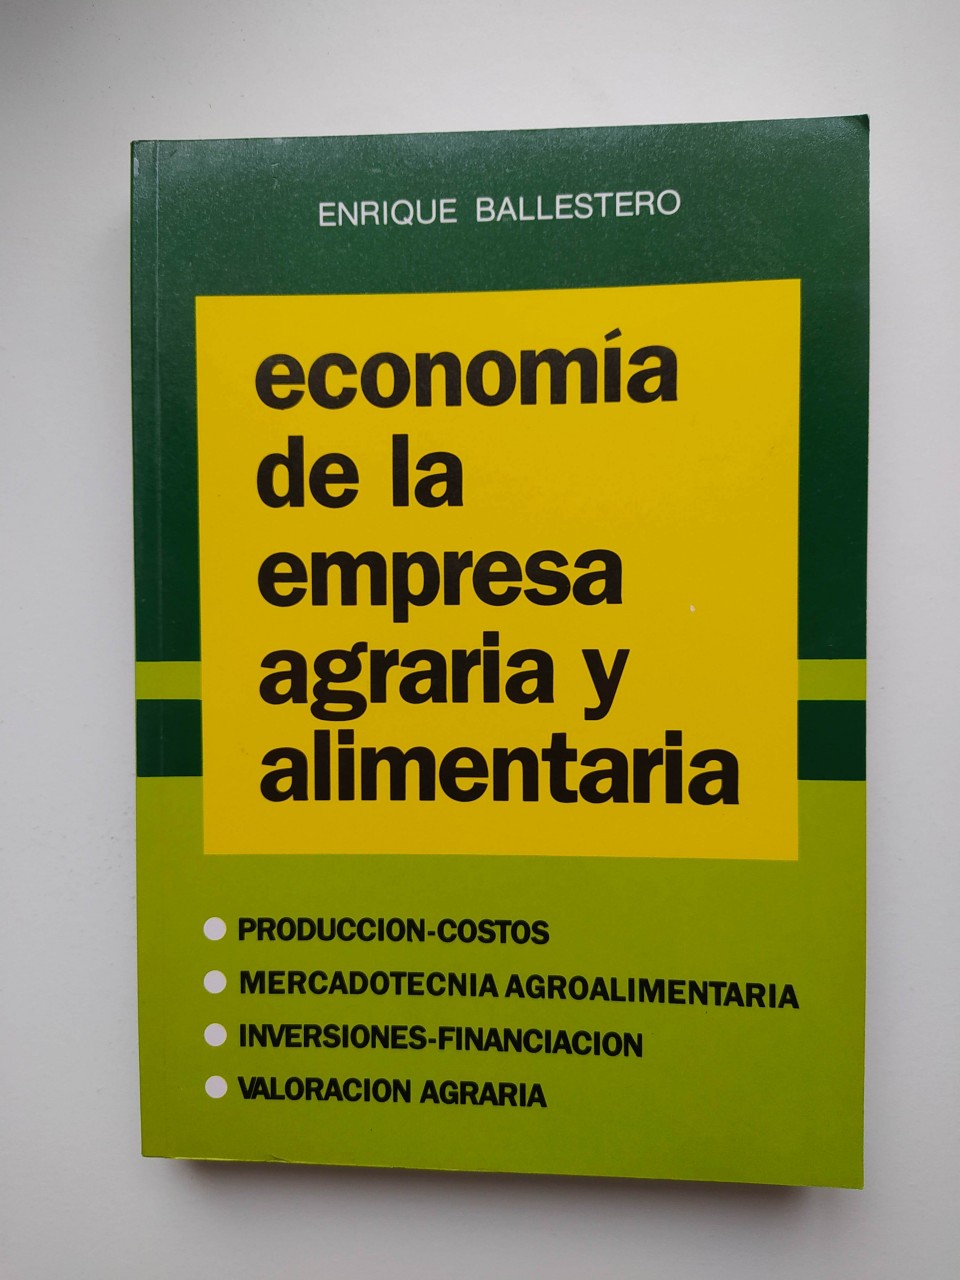 ENRIQUE BALLESTERO
economía
de la
empresa
agraria y
alimentaria
PRODUCCION-COSTOS
MERCADOTECNIA AGROALIMENTARIA
INVERSIONES-FINANCIACION
VALORACION AGRARIA